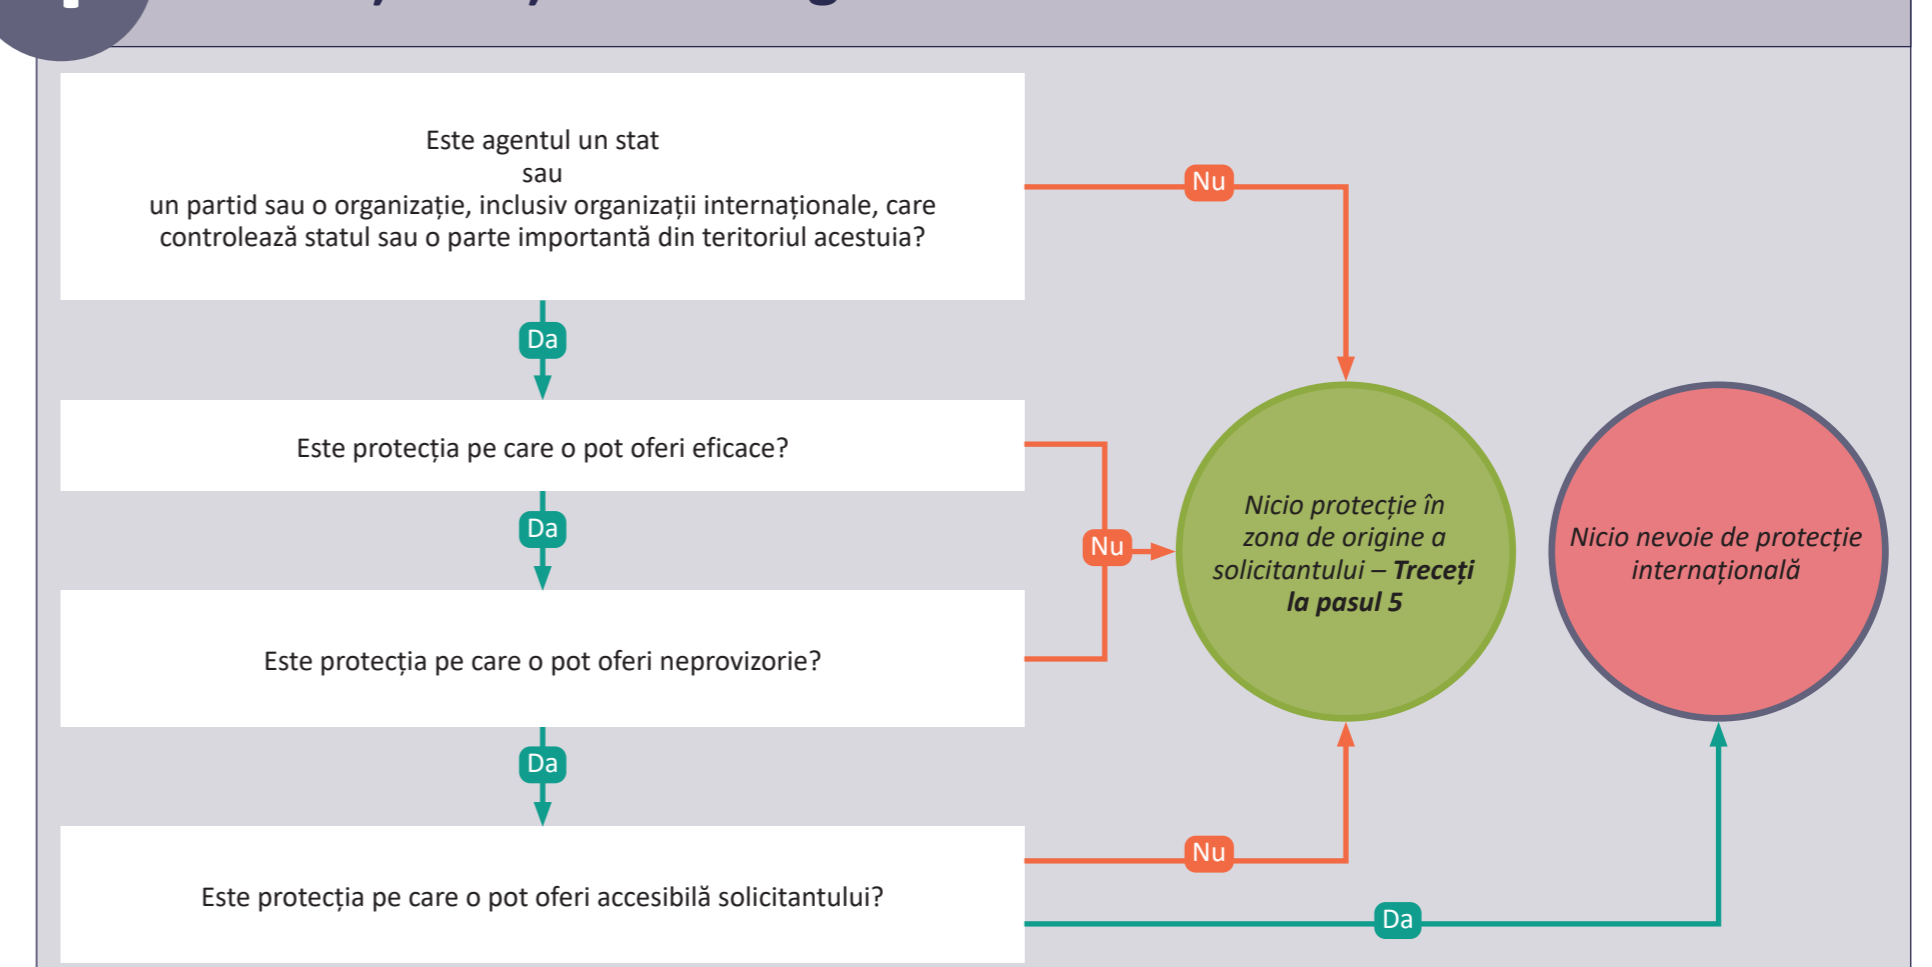 Este agentul un stat
sau
un partid sau o organizație, inclusiv organizații internaționale, care
controlează statul sau o parte importantă din teritoriul acestuia?
Nu
Da
Este protecția pe care o pot oferi eficace?
Da
Nu
Este protecția pe care o pot oferi neprovizorie?
Da
Este protecția pe care o pot oferi accesibilă solicitantului?
Nu
Da
Nicio protecție în
zona de origine a
solicitantului – Treceți
la pasul 5
Nicio nevoie de protecție
internațională